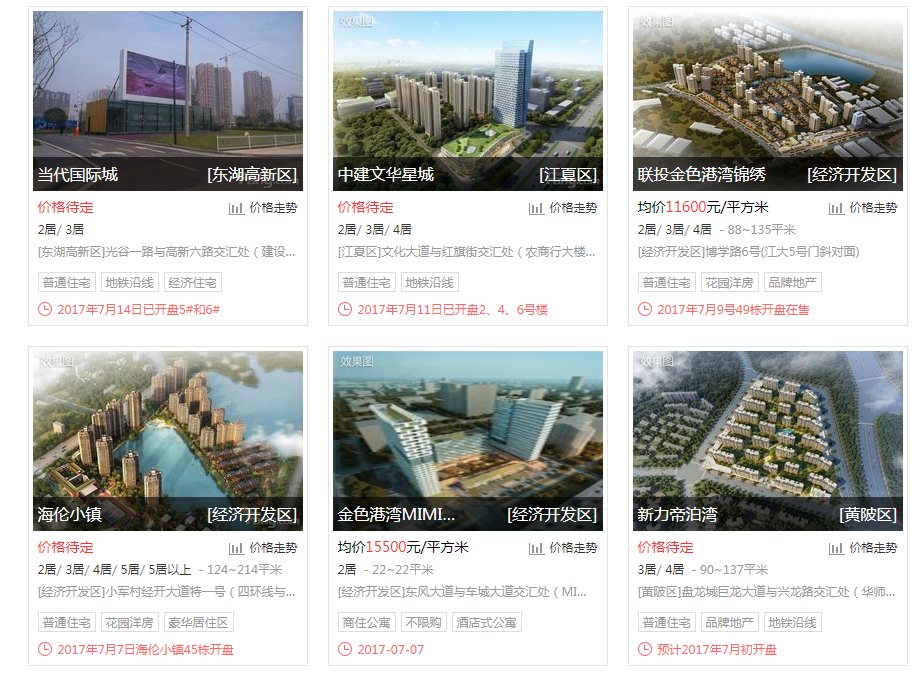 当代国际城 [东湖高新区]
价格待定 价格走势
2居/ 3居
[东湖高新区]光谷一路与高新六路交汇处（建设...
普通住宅 地铁沿线 经济住宅
2017年7月14日已开盘5#和6#
效果图
中建文华星城 [江夏区]
价格待定 价格走势
2居/ 3居/ 4居
[江夏区]文化大道与红旗街交汇处（农商行大楼...
普通住宅 地铁沿线
2017年7月11日已开盘2、4、6号楼
效果图
联投金色港湾锦绣 [经济开发区]
均价11600元/平方米 价格走势
2居/ 3居/ 4居 - 88~135平米
[经济开发区]博学路6号(江大5号门斜对面)
普通住宅 花园洋房 品牌地产
2017年7月9号49栋开盘在售
效果图
海伦小镇 [经济开发区]
价格待定 价格走势
2居/ 3居/ 4居/ 5居/ 5居以上 - 124~214平米
[经济开发区]小军村经开大道特一号（四环线与...
普通住宅 花园洋房 豪华居住区
2017年7月7日海伦小镇45栋开盘
效果图
金色港湾MIMI... [经济开发区]
均价15500元/平方米 价格走势
2居 - 22~22平米
[经济开发区]东风大道与车城大道交汇处（MI...
商住公寓 不限购 酒店式公寓
2017-07-07
效果图
新力帝泊湾 [黄陂区]
价格待定 价格走势
3居/ 4居 - 90~137平米
[黄陂区]盘龙城巨龙大道与兴龙路交汇处（华师...
普通住宅 品牌地产 地铁沿线
预计2017年7月初开盘